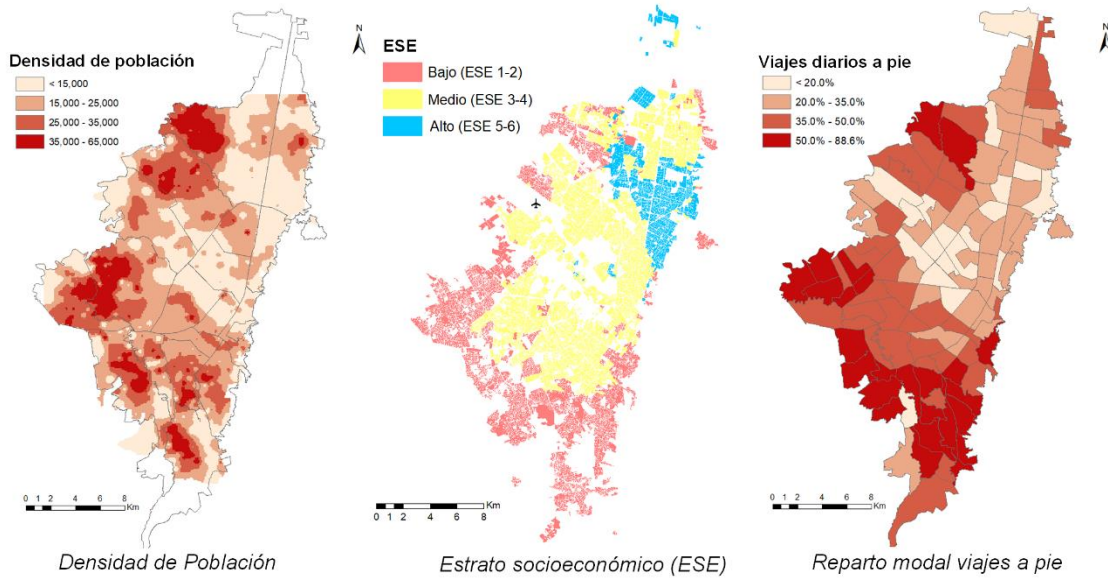 Densidad de población
< 15,000
15,000 - 25,000
25,000 - 35,000
35,000 - 65,000
N
0 1 2 4 6 8 Km
Densidad de Población
ESE
Bajo (ESE 1-2)
Medio (ESE 3-4)
Alto (ESE 5-6)
Km
0 1 2 4 6 8
Estrato socioeconómico (ESE)
N
Viajes diarios a pie
< 20.0%
20.0% - 35.0%
35.0% - 50.0%
50.0% - 88.6%
0 1 2 4 6 8 Km
Reparto modal viajes a pie